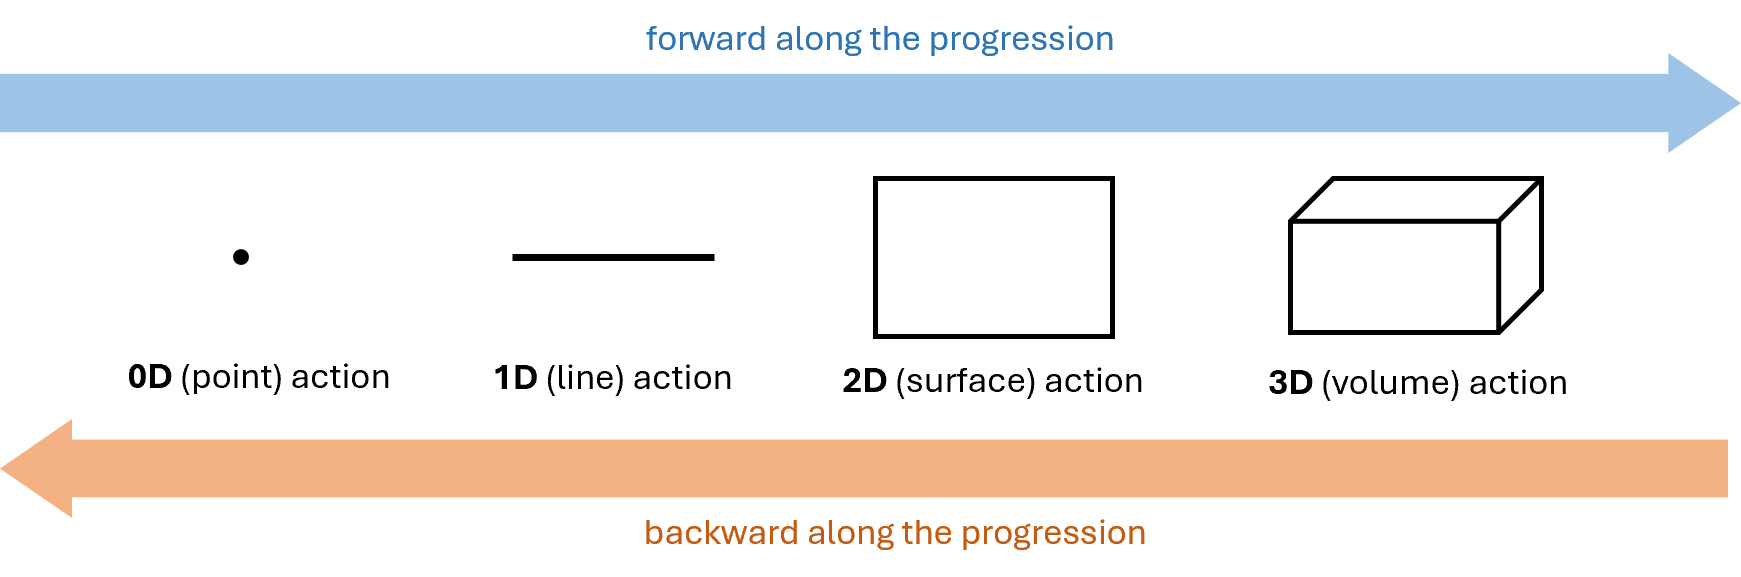 forward along the progression
0D (point) action
1D (line) action
2D (surface) action
3D (volume) action
backward along the progression